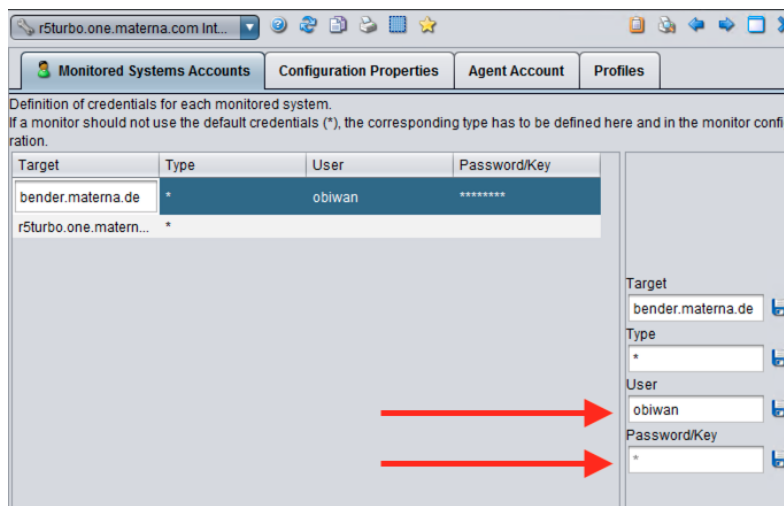 r5turbo.one.materna.com Int...
Monitored Systems Accounts Configuration Properties Agent Account Profiles
Definition of credentials for each monitored system.
If a monitor should not use the default credentials (*), the corresponding type has to be defined here and in the monitor confi
ration.
Target Type User Password/Key
bender.materna.de * obiwan ********
r5turbo.one.matern... *
Target
bender.materna.de
Type
*
User
obiwan
Password/Key
*